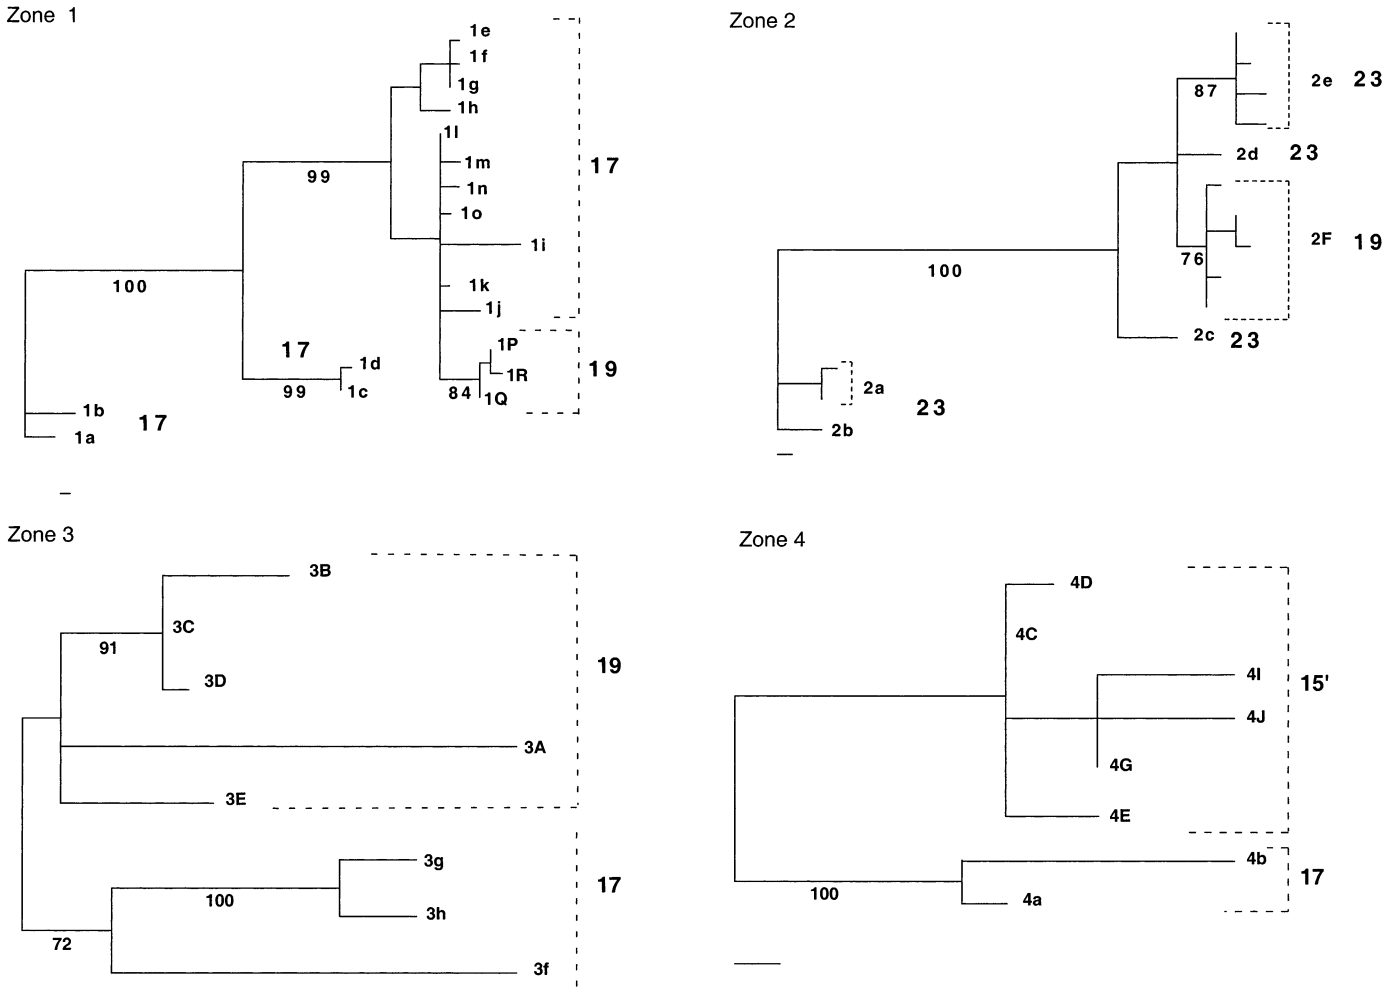 Zone 1
1e
1f
1g
1h
1l
1m
17
99
1n
1o
1i
100
1k
1j
17
1P
1d
1R
19
99
1c
84
1Q
1b
17
1a
Zone 2
2e 23
87
2d 23
2F 19
76
100
2c 23
2a
23
2b
Zone 3
3B
3C
91
19
3D
3A
3E
3g
17
100
3h
72
3f
Zone 4
4D
4C
4I
15'
4J
4G
4E
4b
17
100
4a